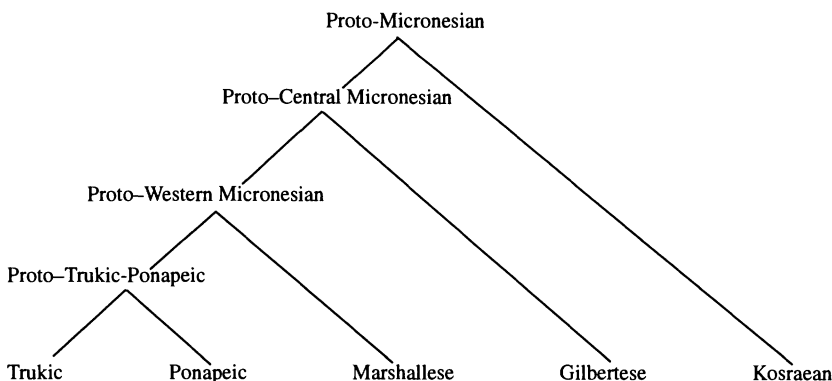 Proto-Micronesian
Proto–Central Micronesian
Proto–Western Micronesian
Proto–Trukic-Ponapeic
Trukic Ponapeic Marshallese Gilbertese Kosraean